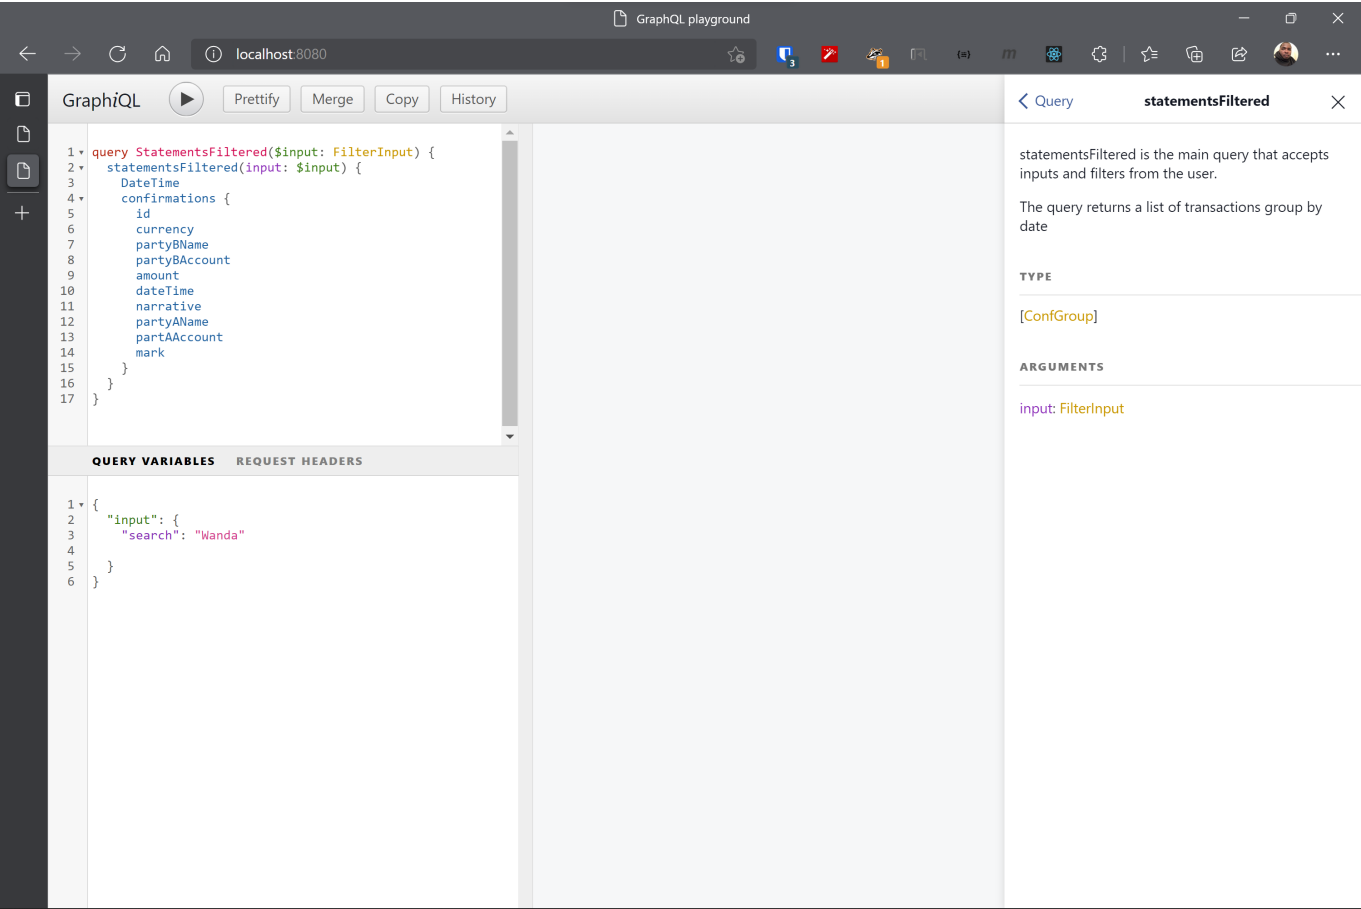 GraphQL playground
localhost:8080
3
1
{=}
m
GraphiQL
Prettify
Merge
Copy
History
1 query StatementsFiltered($input: FilterInput) {
2 statementsFiltered(input: $input) {
3 DateTime
4 confirmations {
5 id
6 currency
7 partyBName
8 partyBAccount
9 amount
10 dateTime
11 narrative
12 partyAName
13 partAAccount
14 mark
15 }
16 }
17 }
QUERY VARIABLES
REQUEST HEADERS
1 {
2 "input": {
3 "search": "Wanda"
4
5 }
6 }
Query
statementsFiltered
statementsFiltered is the main query that accepts
inputs and filters from the user.
The query returns a list of transactions group by
date
TYPE
[ConfGroup]
ARGUMENTS
input: FilterInput